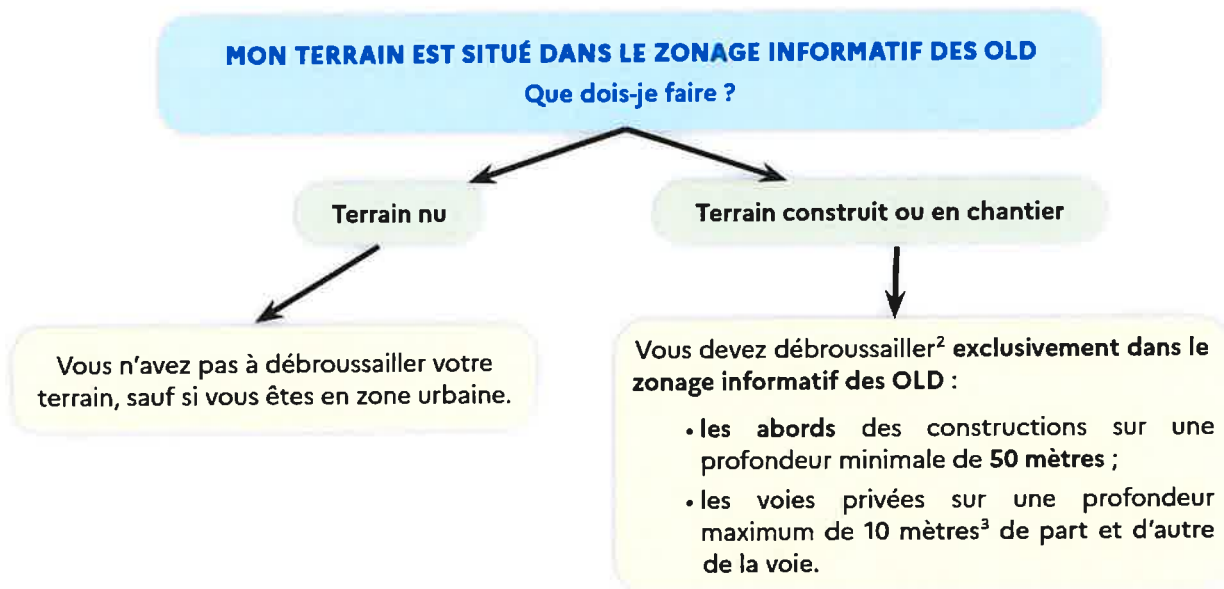 MON TERRAIN EST SITUÉ DANS LE ZONAGE INFORMATIF DES OLD
Que dois-je faire ?
Terrain nu
Terrain construit ou en chantier
Vous n'avez pas à débroussailler votre
terrain, sauf si vous êtes en zone urbaine.
Vous devez débroussailler² exclusivement dans le
zonage informatif des OLD :
• les abords des constructions sur une
profondeur minimale de 50 mètres ;
• les voies privées sur une profondeur
maximum de 10 mètres³ de part et d'autre
de la voie.